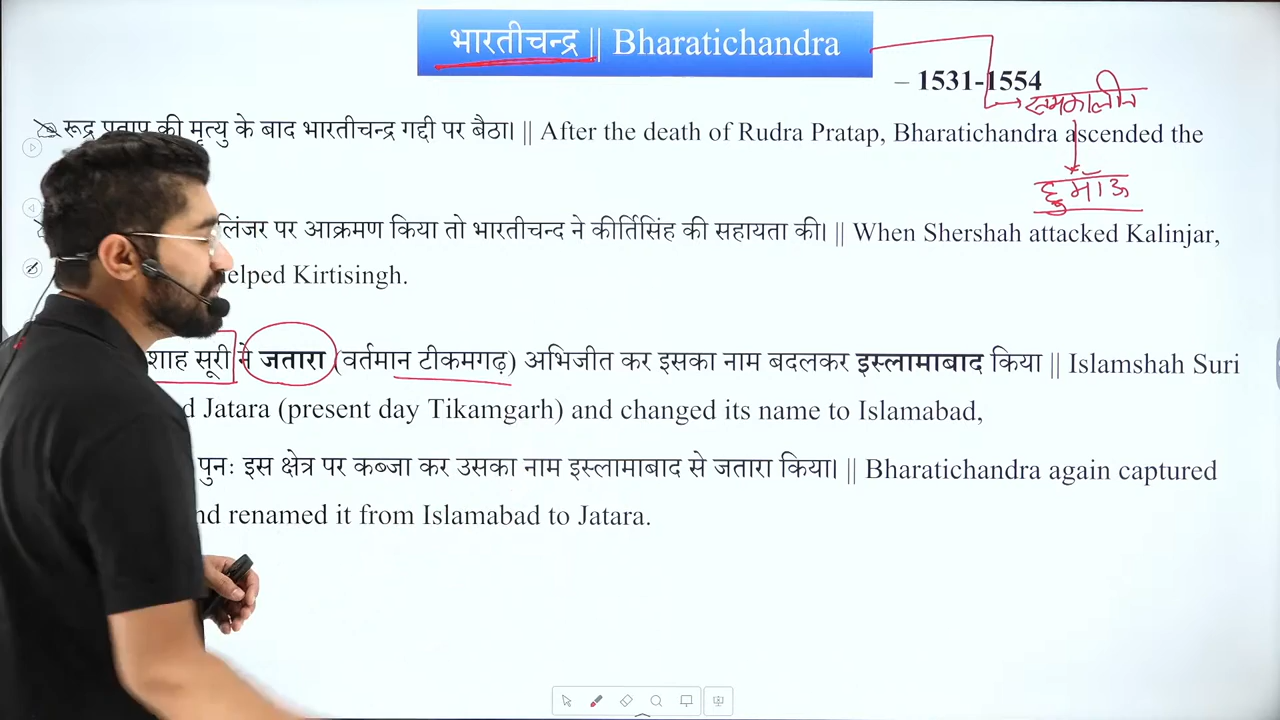 भारतीचन्द्र || Bharatichandra
– 1531-1554
समकालीन
रूद्र प्रताप की मृत्यु के बाद भारतीचन्द्र गद्दी पर बैठा। || After the death of Rudra Pratap, Bharatichandra ascended the
हुमाँऊ
लिंजर पर आक्रमण किया तो भारतीचन्द ने कीर्तिसिंह की सहायता की। || When Shershah attacked Kalinjar,
helped Kirtisingh.
शाह सूरी ने जतारा (वर्तमान टीकमगढ़) अभिजीत कर इसका नाम बदलकर इस्लामाबाद किया || Islamshah Suri
d Jatara (present day Tikamgarh) and changed its name to Islamabad,
पुनः इस क्षेत्र पर कब्जा कर उसका नाम इस्लामाबाद से जतारा किया। || Bharatichandra again captured
nd renamed it from Islamabad to Jatara.